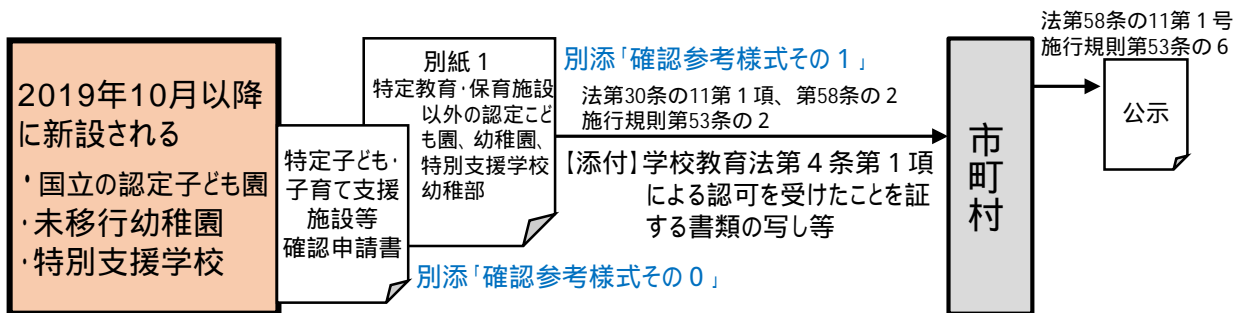 2019年10月以降
に新設される
・国立の認定子ども園
・未移行幼稚園
・特別支援学校
特定子ども・
子育て支援
施設等
確認申請書
別紙１
特定教育・保育施設
以外の認定こど
も園、幼稚園、
特別支援学校
幼稚部
別添「確認参考様式その１」
法第30条の11第１項、第58条の２
施行規則第53条の２
【添付】学校教育法第４条第１項
による認可を受けたことを証
する書類の写し等
別添「確認参考様式その０」
市町村
法第58条の11第１号
施行規則第53条の６
公示